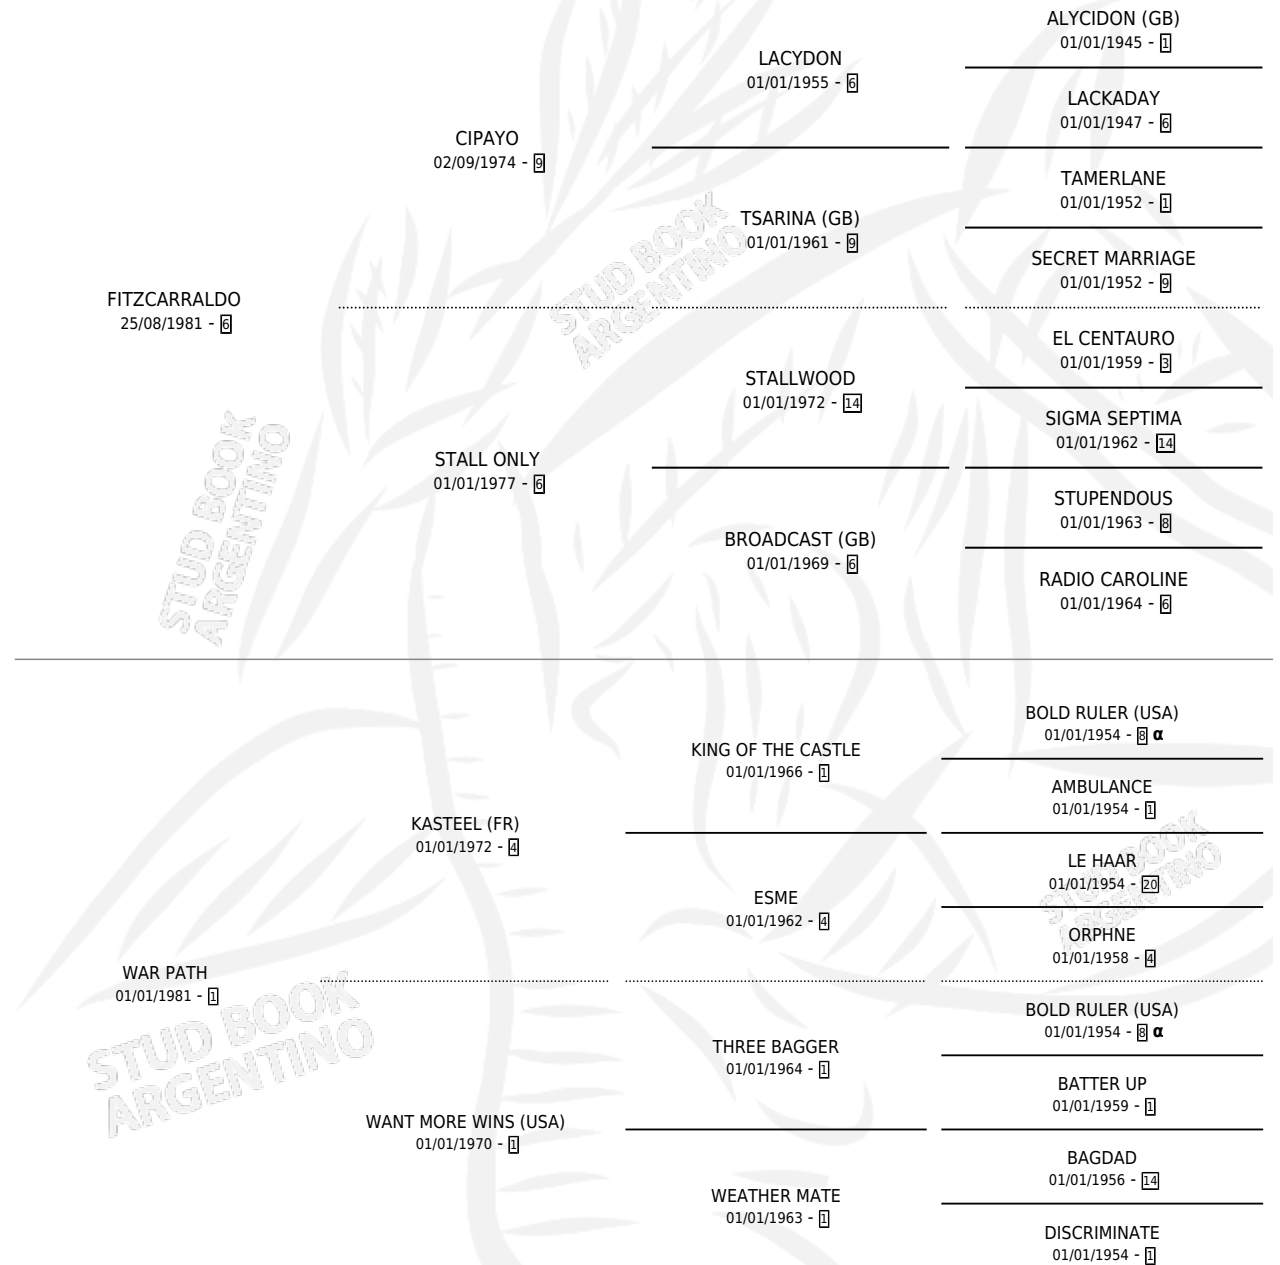 ALYCIDON (GB)
01/01/1945 - 1
LACYDON
01/01/1955 - 6
LACKADAY
01/01/1947 - 6
CIPAYO
02/09/1974 - 9
TAMERLANE
01/01/1952 - 1
TSARINA (GB)
01/01/1961 - 9
SECRET MARRIAGE
01/01/1952 - 9
FITZCARRALDO
25/08/1981 - 6
EL CENTAURO
01/01/1959 - 3
STALLWOOD
01/01/1972 - 14
SIGMA SEPTIMA
01/01/1962 - 14
STALL ONLY
01/01/1977 - 6
STUPENDOUS
01/01/1963 - 8
BROADCAST (GB)
01/01/1969 - 6
RADIO CAROLINE
01/01/1964 - 6
BOLD RULER (USA)
01/01/1954 - 8 α
KING OF THE CASTLE
01/01/1966 - 1
AMBULANCE
01/01/1954 - 1
KASTEEL (FR)
01/01/1972 - 4
LE HAAR
01/01/1954 - 20
ESME
01/01/1962 - 4
ORPHNE
01/01/1958 - 4
WAR PATH
01/01/1981 - 1
BOLD RULER (USA)
01/01/1954 - 8 α
THREE BAGGER
01/01/1964 - 1
BATTER UP
01/01/1959 - 1
WANT MORE WINS (USA)
01/01/1970 - 1
BAGDAD
01/01/1956 - 14
WEATHER MATE
01/01/1963 - 1
DISCRIMINATE
01/01/1954 - 1
STUD BOOK
ARGENTINO
STUD BOOK
ARGENTINO
STUD BOOK
ARGENTINO
STUD BOOK
ARGENTINO